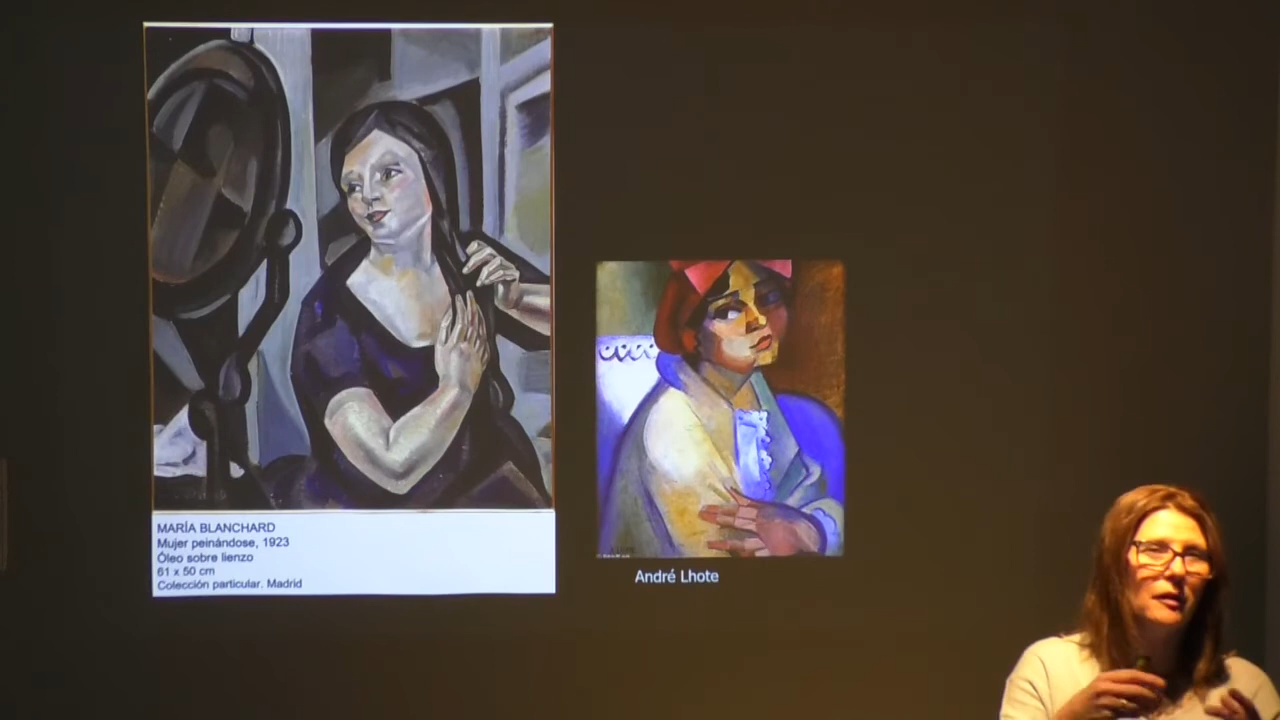 MARÍA BLANCHARD
Mujer peinándose, 1923
Óleo sobre lienzo
61 x 50 cm
Colección particular. Madrid
André Lhote